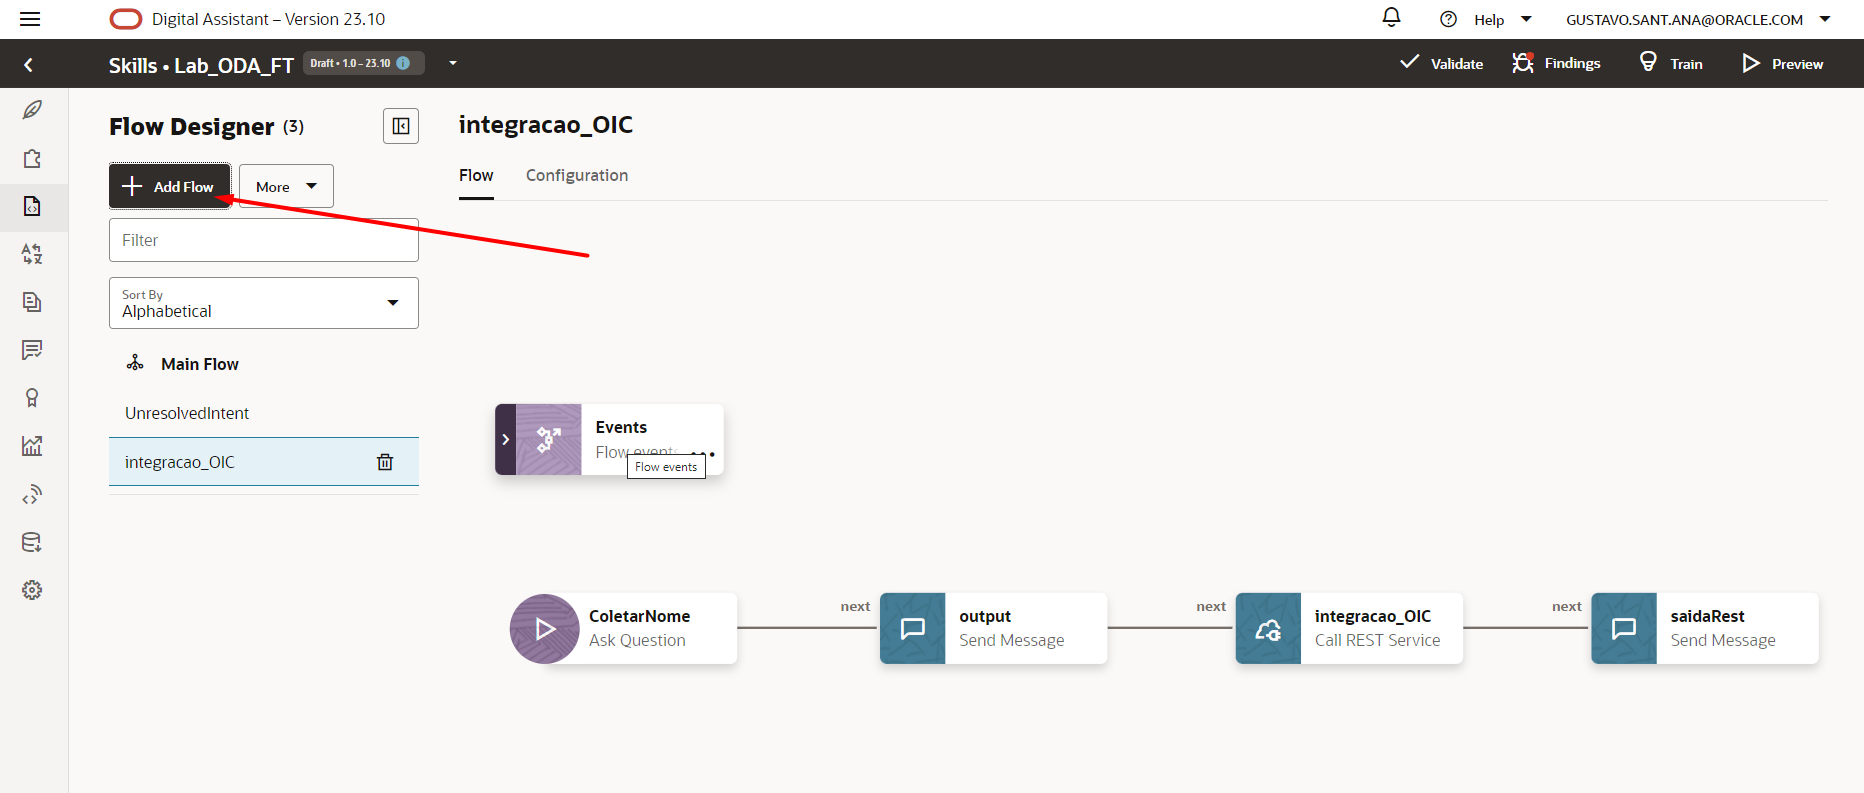 Digital Assistant – Version 23.10
Help
GUSTAVO.SANT.ANA@ORACLE.COM
Skills • Lab_ODA_FT
Draft • 1.0 – 23.10
Validate
Findings
Train
Preview
Flow Designer (3)
Add Flow
More
Filter
Sort By
Alphabetical
Main Flow
UnresolvedIntent
integracao_OIC
integracao_OIC
Flow
Configuration
Events
Flow events
Flow events
ColetarNome
Ask Question
next
output
Send Message
next
integracao_OIC
Call REST Service
next
saidaRest
Send Message